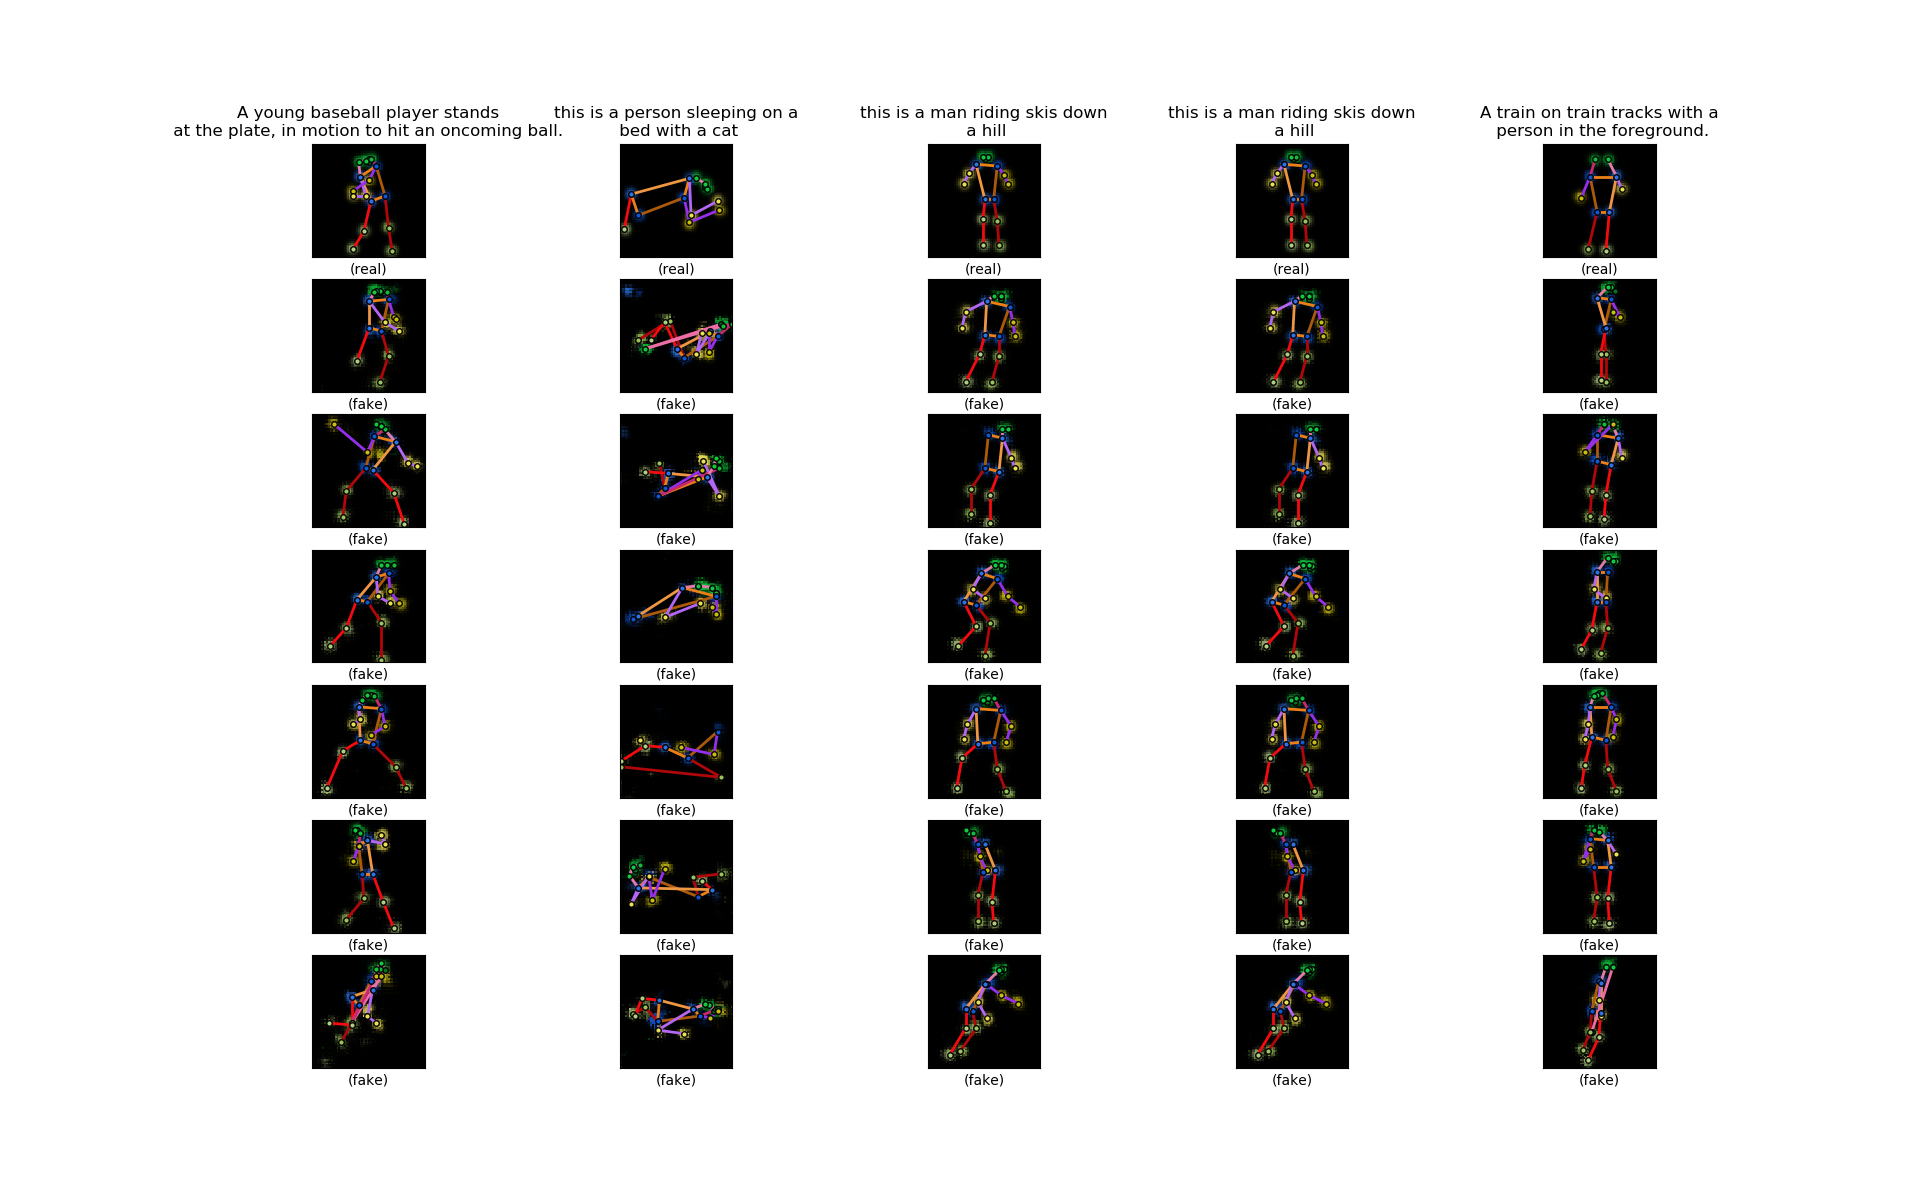 A young baseball player stands
at the plate, in motion to hit an oncoming ball.
this is a person sleeping on a
bed with a cat
this is a man riding skis down
a hill
this is a man riding skis down
a hill
A train on train tracks with a
person in the foreground.
(real) (real) (real) (real) (real)
(fake) (fake) (fake) (fake) (fake)
(fake) (fake) (fake) (fake) (fake)
(fake) (fake) (fake) (fake) (fake)
(fake) (fake) (fake) (fake) (fake)
(fake) (fake) (fake) (fake) (fake)
(fake) (fake) (fake) (fake) (fake)